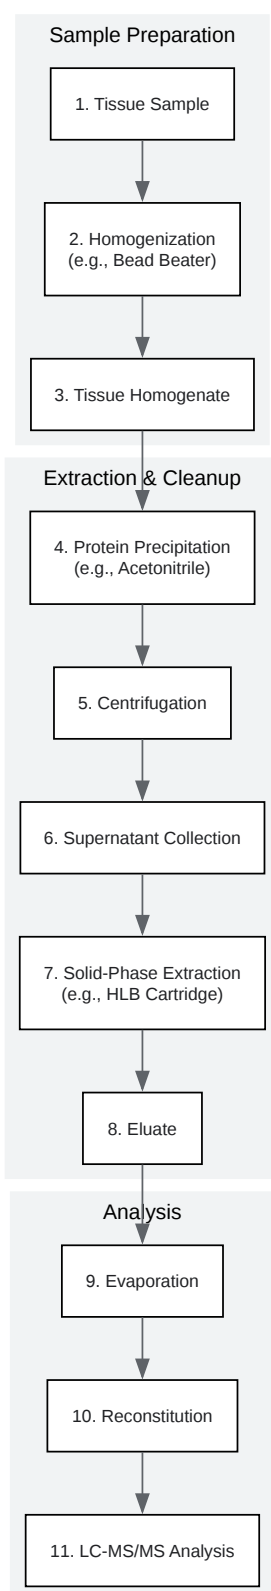 Sample Preparation
1. Tissue Sample
2. Homogenization
(e.g., Bead Beater)
3. Tissue Homogenate
Extraction & Cleanup
4. Protein Precipitation
(e.g., Acetonitrile)
5. Centrifugation
6. Supernatant Collection
7. Solid-Phase Extraction
(e.g., HLB Cartridge)
8. Eluate
Analysis
9. Evaporation
10. Reconstitution
11. LC-MS/MS Analysis